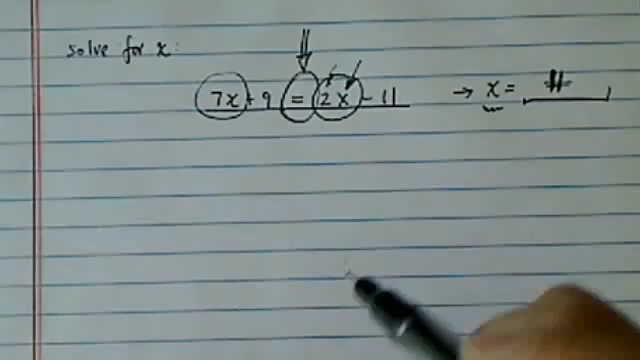 solve for x:
7x + 9 = 2x - 11 → x = #